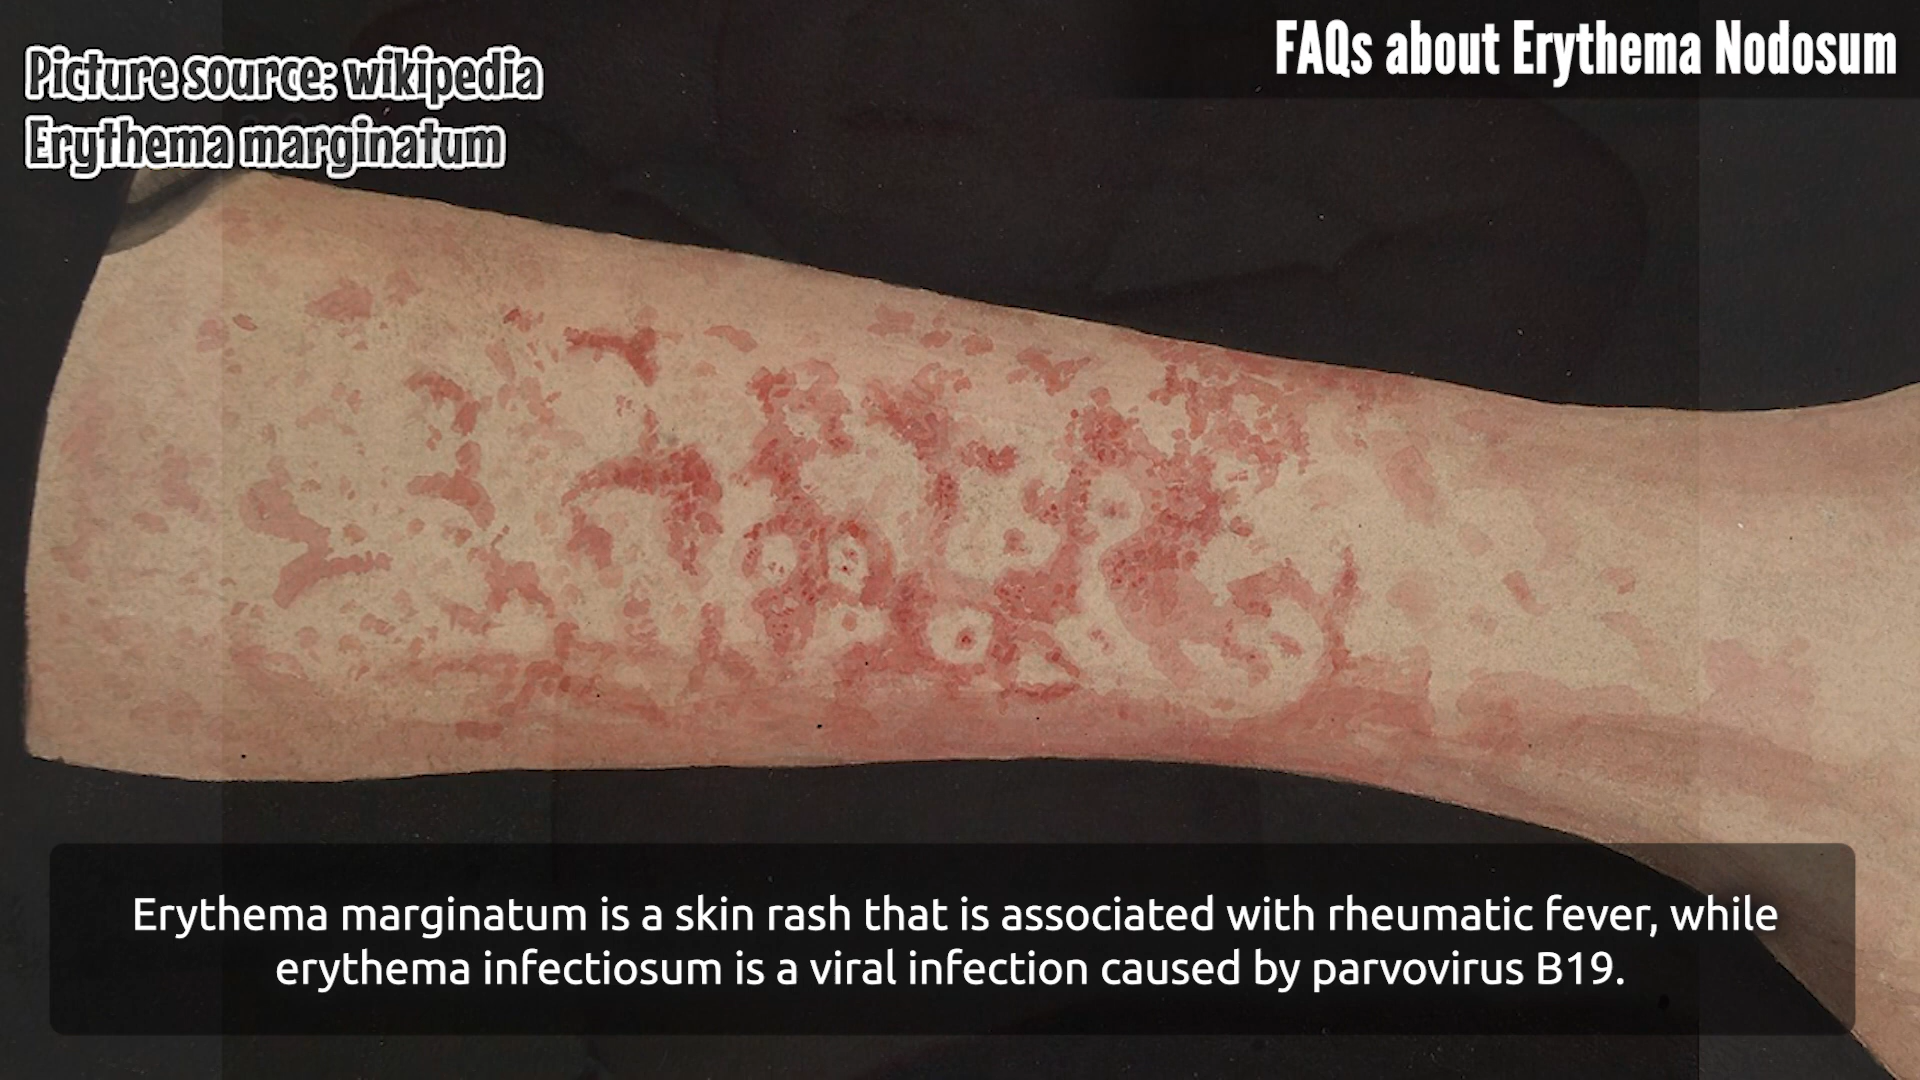 Picture source: wikipedia
Erythema marginatum
FAQs about Erythema Nodosum
Erythema marginatum is a skin rash that is associated with rheumatic fever, while
erythema infectiosum is a viral infection caused by parvovirus B19.